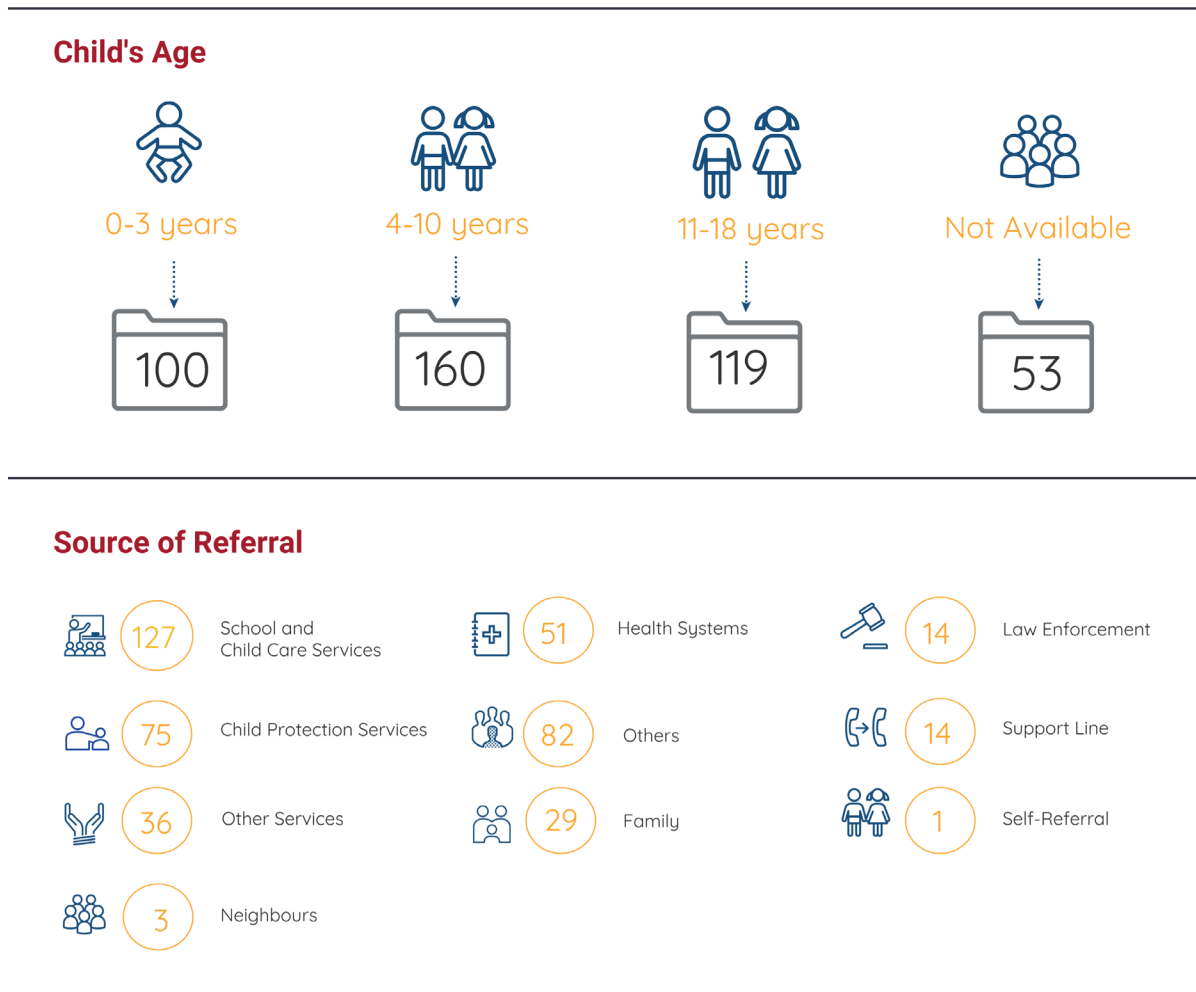 Child's Age
0-3 years
4-10 years
11-18 years
Not Available
100
160
119
53
Source of Referral
127
School and
Child Care Services
51
Health Systems
14
Law Enforcement
75
Child Protection Services
82
Others
14
Support Line
36
Other Services
29
Family
1
Self-Referral
3
Neighbours